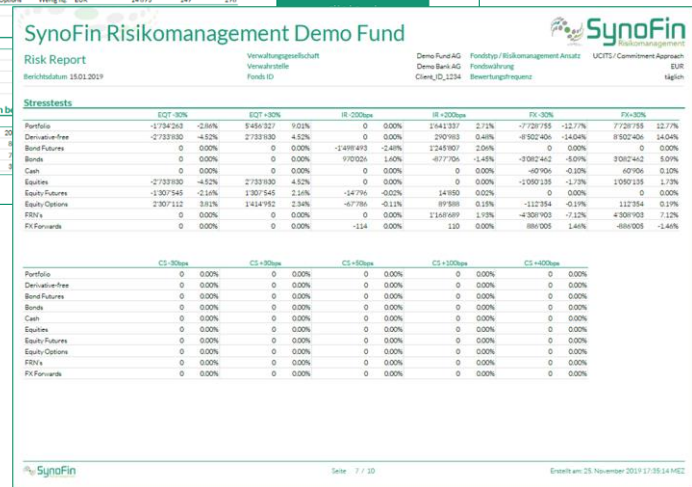 SynoFin Risikomanagement Demo Fund
SynoFin
Risikomanagement
Risk Report
Berichtsdatum 15.01.2019
Verwaltungsgesellschaft Demo Fund AG Fondstyp / Risikomanagement Ansatz UCITS / Commitment Approach
Verwahrstelle Demo Bank AG Fondswährung EUR
Fonds ID Client_ID_1234 Bewertungsfrequenz täglich
Stresstests
EQT -30% EQT +30% IR -200bps IR +200bps FX -30% FX+30%
Portfolio -1'734'263 -2.86% 5'456'327 9.01% 0 0.00% 1'641'337 2.71% -7'728'755 -12.77% 7'728'755 12.77%
Derivative-free -2'733'830 -4.52% 2'733'830 4.52% 0 0.00% 290'983 0.48% -8'502'406 -14.04% 8'502'406 14.04%
Bond Futures 0 0.00% 0 0.00% -1'498'493 -2.48% 1'245'807 2.06% 0 0.00% 0 0.00%
Bonds 0 0.00% 0 0.00% 970'026 1.60% -877'706 -1.45% -3'082'462 -5.09% 3'082'462 5.09%
Cash 0 0.00% 0 0.00% 0 0.00% 0 0.00% -60'906 -0.10% 60'906 0.10%
Equities -2'733'830 -4.52% 2'733'830 4.52% 0 0.00% 0 0.00% -1'050'135 -1.73% 1'050'135 1.73%
Equity Futures -1'307'545 -2.16% 1'307'545 2.16% -14'796 -0.02% 14'850 0.02% 0 0.00% 0 0.00%
Equity Options 2'307'112 3.81% 1'414'952 2.34% -67'786 -0.11% 89'588 0.15% -112'354 -0.19% 112'354 0.19%
FRN's 0 0.00% 0 0.00% 0 0.00% 1'168'689 1.93% -4'308'903 -7.12% 4'308'903 7.12%
FX Forwards 0 0.00% 0 0.00% -114 0.00% 110 0.00% 886'005 1.46% -886'005 -1.46%
CS +50bps CS +100bps CS +400bps
Portfolio 0 0.00% 0 0.00% 0 0.00% 0 0.00% 0 0.00%
Derivative-free 0 0.00% 0 0.00% 0 0.00% 0 0.00% 0 0.00%
Bond Futures 0 0.00% 0 0.00% 0 0.00% 0 0.00% 0 0.00%
Bonds 0 0.00% 0 0.00% 0 0.00% 0 0.00% 0 0.00%
Cash 0 0.00% 0 0.00% 0 0.00% 0 0.00% 0 0.00%
Equities 0 0.00% 0 0.00% 0 0.00% 0 0.00% 0 0.00%
Equity Futures 0 0.00% 0 0.00% 0 0.00% 0 0.00% 0 0.00%
Equity Options 0 0.00% 0 0.00% 0 0.00% 0 0.00% 0 0.00%
FRN's 0 0.00% 0 0.00% 0 0.00% 0 0.00% 0 0.00%
FX Forwards 0 0.00% 0 0.00% 0 0.00% 0 0.00% 0 0.00%
SynoFin Seite 7 / 10 Erstellt am: 25. November 2019 17:35:14 MEZ